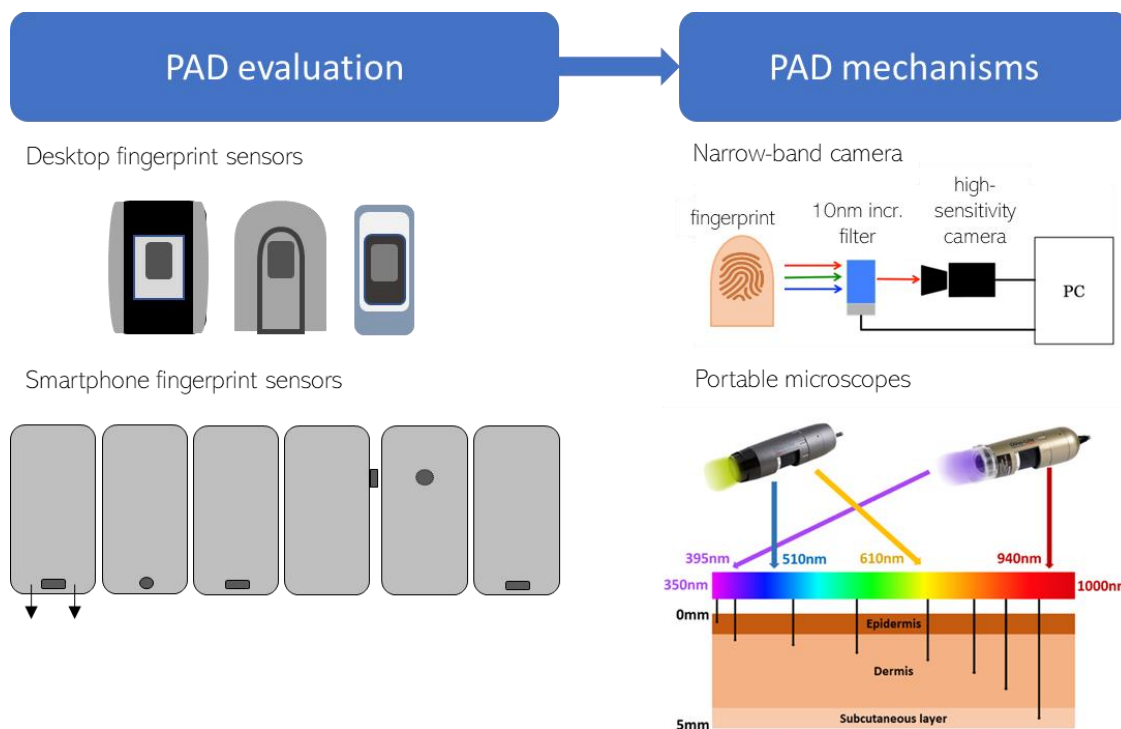 PAD evaluation
PAD mechanisms
Desktop fingerprint sensors
Smartphone fingerprint sensors
Narrow-band camera
fingerprint
10nm incr.
filter
high-
sensitivity
camera
PC
Portable microscopes
395nm
510nm
610nm
940nm
350nm
1000nm
0mm
Epidermis
Dermis
Subcutaneous layer
5mm